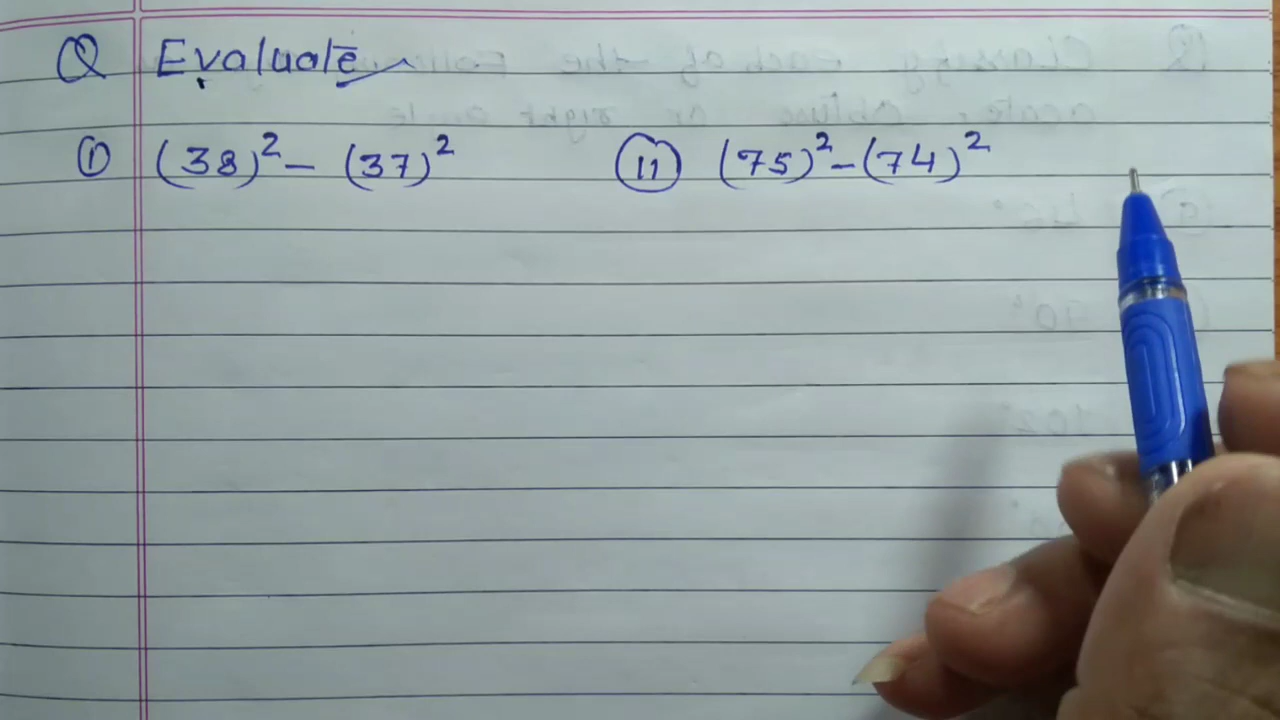 Q Evaluate
(i) (38)² – (37)² (ii) (75)² – (74)²